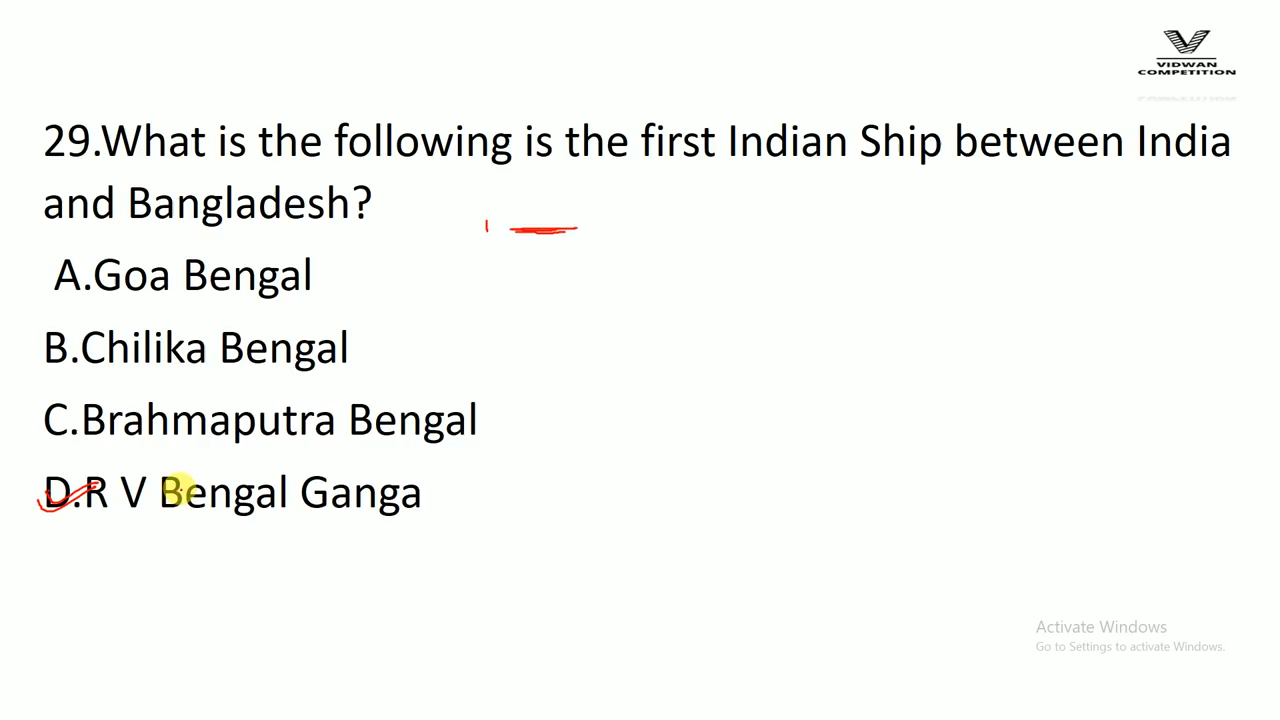 VIDWAN
COMPETITION
29.What is the following is the first Indian Ship between India
and Bangladesh?
A.Goa Bengal
B.Chilika Bengal
C.Brahmaputra Bengal
D.R V Bengal Ganga
Activate Windows
Go to Settings to activate Windows.